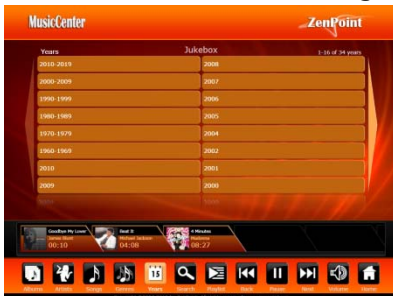 MusicCenter
ZenPoint
Years
Jukebox
1-16 of 34 years
2010-2019
2008
2000-2009
2007
1990-1999
2006
1980-1989
2005
1970-1979
2004
1960-1969
2002
2010
2001
2009
2000
Goodbye My Lover
James Blunt
00:10
Beat It
Michael Jackson
04:08
4 Minutes
Madonna
08:27
15
Albums
Artists
Songs
Genres
Years
Search
Playlist
Back
Pause
Next
Volume
Home